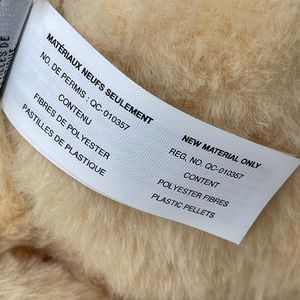 MATÉRIAUX NEUFS SEULEMENT
NO. DE PERMIS : QC-010357
CONTENU
FIBRES DE POLYESTER
PASTILLES DE PLASTIQUE
NEW MATERIAL ONLY
REG. NO. QC-010357
CONTENT
POLYESTER FIBRES
PLASTIC PELLETS